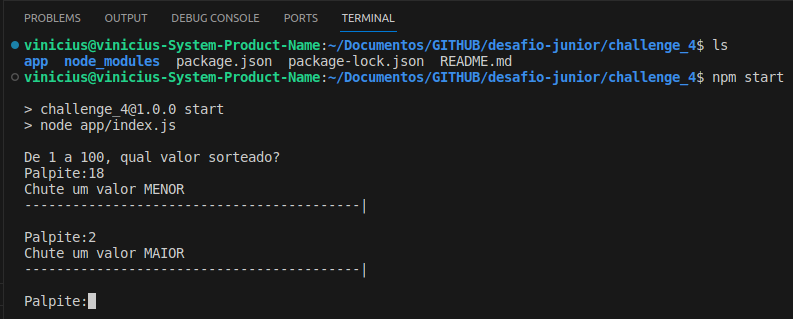 PROBLEMS OUTPUT DEBUG CONSOLE PORTS TERMINAL
vinicius@vinicius-System-Product-Name:~/Documentos/GITHUB/desafio-junior/challenge_4$ ls
app node_modules package.json package-lock.json README.md
vinicius@vinicius-System-Product-Name:~/Documentos/GITHUB/desafio-junior/challenge_4$ npm start
> challenge_4@1.0.0 start
> node app/index.js
De 1 a 100, qual valor sorteado?
Palpite:18
Chute um valor MENOR
------------------------------------------|
Palpite:2
Chute um valor MAIOR
------------------------------------------|
Palpite: